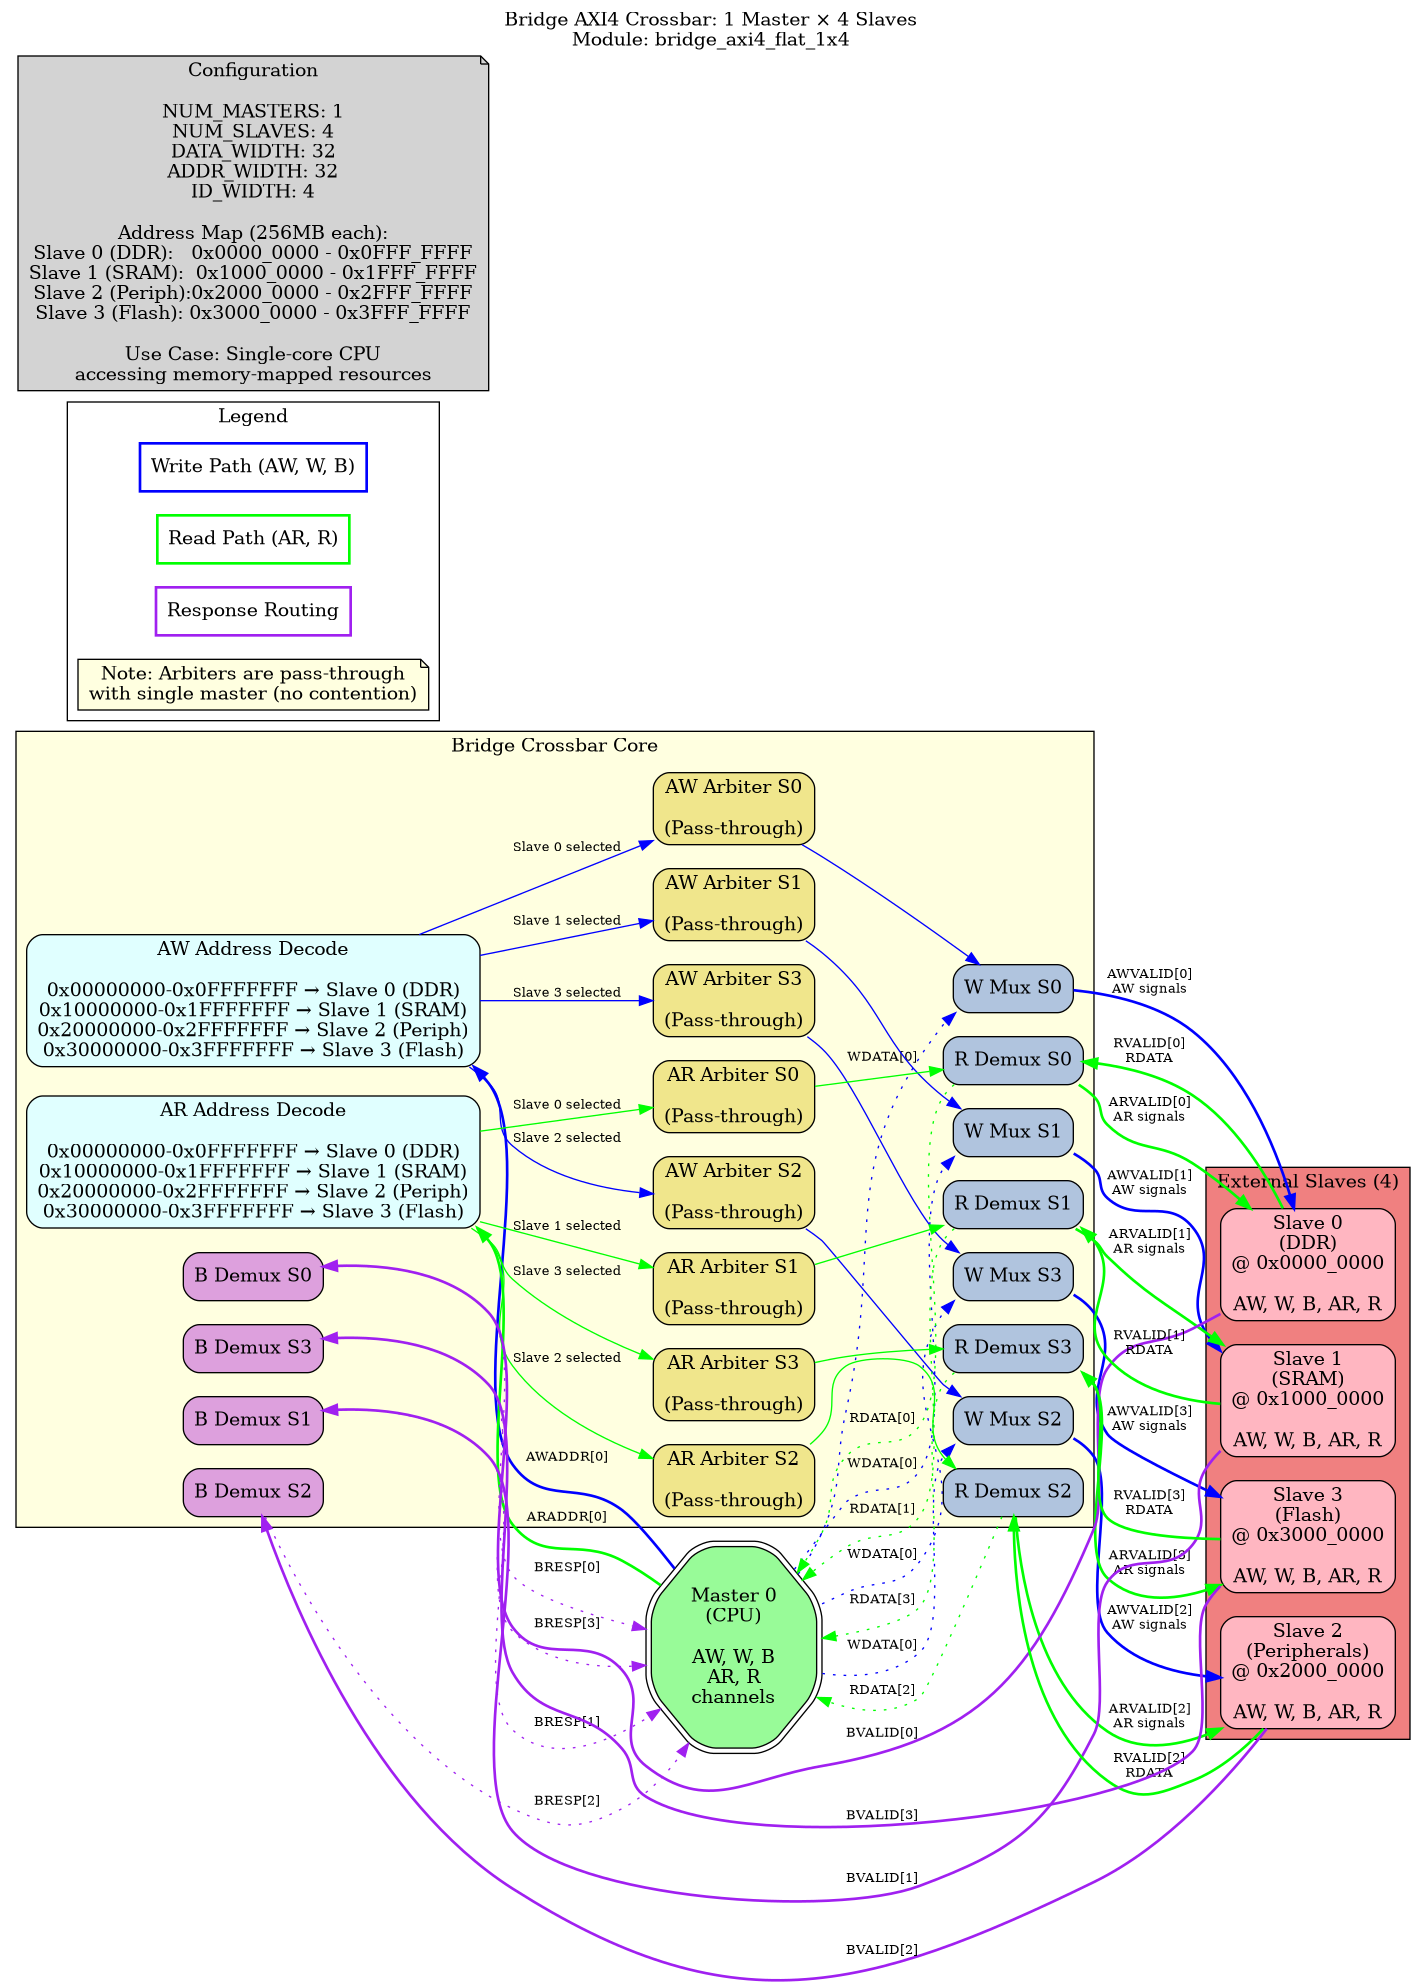 Bridge AXI4 Crossbar: 1 Master × 4 Slaves
Module: bridge_axi4_flat_1x4
Configuration
NUM_MASTERS: 1
NUM_SLAVES: 4
DATA_WIDTH: 32
ADDR_WIDTH: 32
ID_WIDTH: 4
Address Map (256MB each):
Slave 0 (DDR):   0x0000_0000 - 0x0FFF_FFFF
Slave 1 (SRAM):  0x1000_0000 - 0x1FFF_FFFF
Slave 2 (Periph):0x2000_0000 - 0x2FFF_FFFF
Slave 3 (Flash): 0x3000_0000 - 0x3FFF_FFFF
Use Case: Single-core CPU
accessing memory-mapped resources
Legend
Write Path (AW, W, B)
Read Path (AR, R)
Response Routing
Note: Arbiters are pass-through
with single master (no contention)
Bridge Crossbar Core
AW Address Decode
0x00000000-0x0FFFFFFF → Slave 0 (DDR)
0x10000000-0x1FFFFFFF → Slave 1 (SRAM)
0x20000000-0x2FFFFFFF → Slave 2 (Periph)
0x30000000-0x3FFFFFFF → Slave 3 (Flash)
AR Address Decode
0x00000000-0x0FFFFFFF → Slave 0 (DDR)
0x10000000-0x1FFFFFFF → Slave 1 (SRAM)
0x20000000-0x2FFFFFFF → Slave 2 (Periph)
0x30000000-0x3FFFFFFF → Slave 3 (Flash)
B Demux S0
B Demux S3
B Demux S1
B Demux S2
Slave 0 selected
Slave 1 selected
Slave 3 selected
Slave 0 selected
Slave 2 selected
Slave 1 selected
Slave 3 selected
Slave 2 selected
AWADDR[0]
ARADDR[0]
BRESP[0]
BRESP[3]
BRESP[1]
BRESP[2]
AW Arbiter S0
(Pass-through)
AW Arbiter S1
(Pass-through)
AW Arbiter S3
(Pass-through)
AR Arbiter S0
(Pass-through)
AW Arbiter S2
(Pass-through)
AR Arbiter S1
(Pass-through)
AR Arbiter S3
(Pass-through)
AR Arbiter S2
(Pass-through)
Master 0
(CPU)
AW, W, B
AR, R
channels
WDATA[0]
RDATA[0]
WDATA[0]
RDATA[1]
WDATA[0]
RDATA[3]
WDATA[0]
RDATA[2]
BVALID[0]
BVALID[3]
BVALID[1]
BVALID[2]
W Mux S0
R Demux S0
W Mux S1
R Demux S1
W Mux S3
R Demux S3
W Mux S2
R Demux S2
AWVALID[0]
AW signals
RVALID[0]
RDATA
ARVALID[0]
AR signals
AWVALID[1]
AW signals
ARVALID[1]
AR signals
RVALID[1]
RDATA
AWVALID[3]
AW signals
RVALID[3]
RDATA
ARVALID[3]
AR signals
AWVALID[2]
AW signals
ARVALID[2]
AR signals
RVALID[2]
RDATA
External Slaves (4)
Slave 0
(DDR)
@ 0x0000_0000
AW, W, B, AR, R
Slave 1
(SRAM)
@ 0x1000_0000
AW, W, B, AR, R
Slave 3
(Flash)
@ 0x3000_0000
AW, W, B, AR, R
Slave 2
(Peripherals)
@ 0x2000_0000
AW, W, B, AR, R